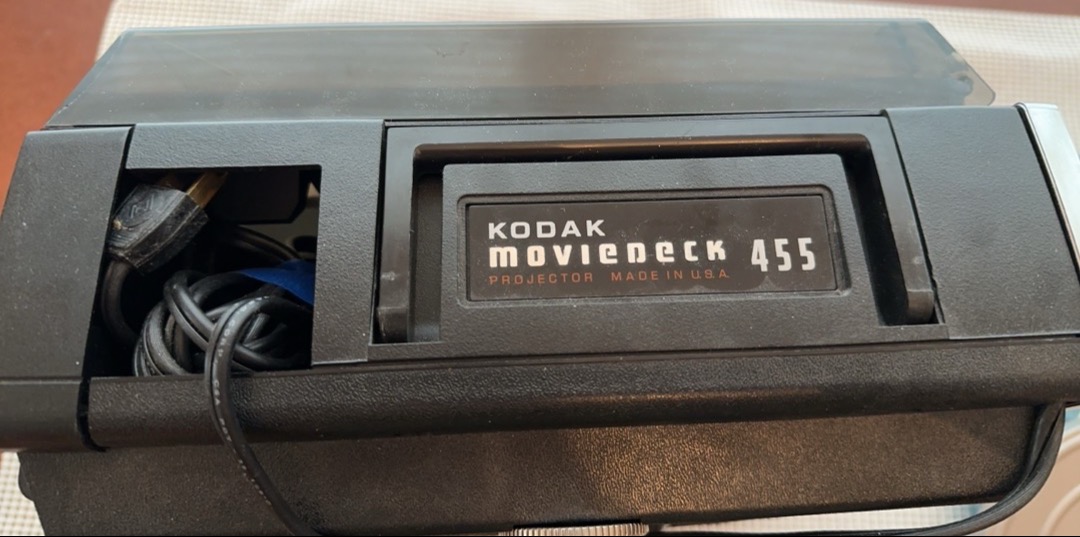 KODAK
MOVIEDECK 455
PROJECTOR MADE IN U.S.A.